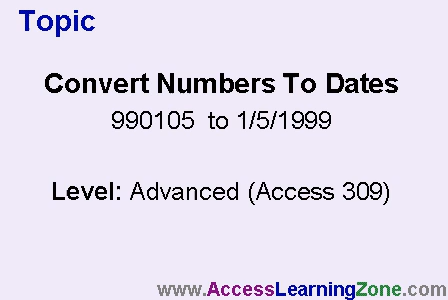 Topic
Convert Numbers To Dates
990105 to 1/5/1999
Level: Advanced (Access 309)
www.AccessLearningZone.com